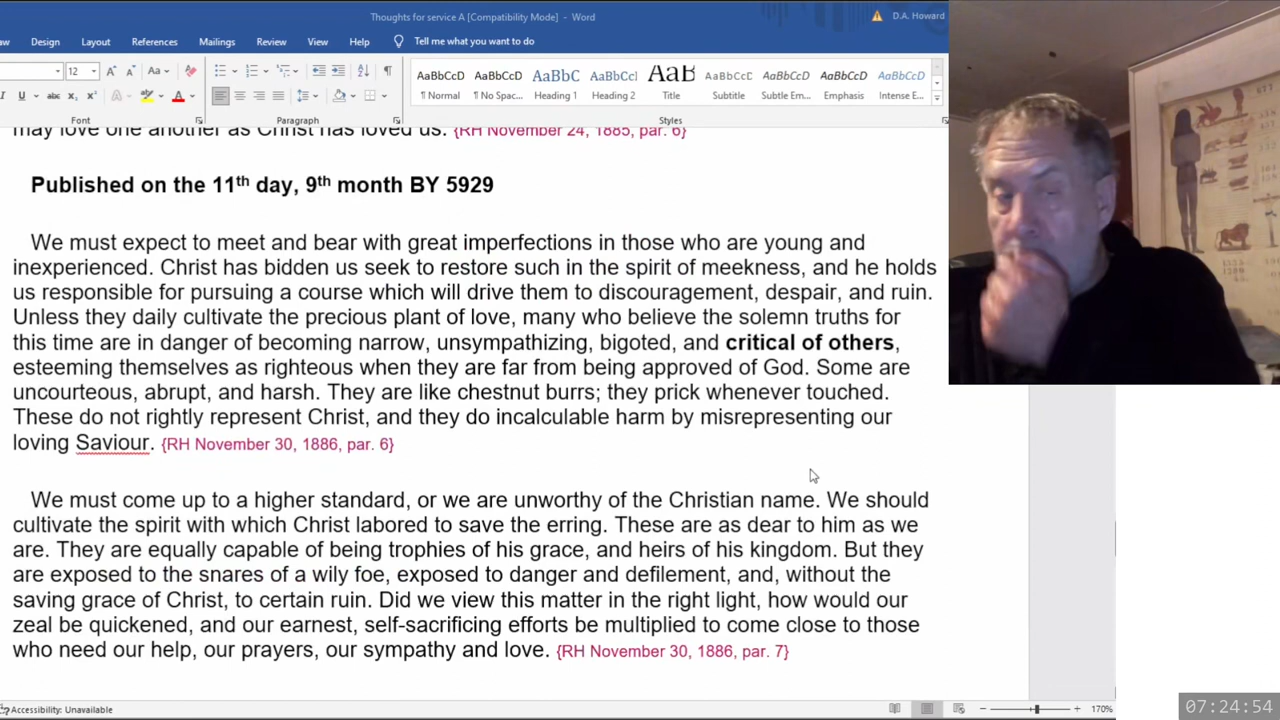 Thoughts for service A [Compatibility Mode] - Word
D.A. Howard
Design Layout References Mailings Review View Help Tell me what you want to do
12 Aa
AaBbCcD AaBbCcD AaBbC AaBbCcl AaB AaBbCcD AaBbCcD AaBbCcD AaBbCcD
¶ Normal ¶ No Spac... Heading 1 Heading 2 Title Subtitle Subtle Em... Emphasis Intense E...
Font Paragraph Styles
may love one another as Christ has loved us. {RH November 24, 1885, par. 6}
Published on the 11th day, 9th month BY 5929
We must expect to meet and bear with great imperfections in those who are young and
inexperienced. Christ has bidden us seek to restore such in the spirit of meekness, and he holds
us responsible for pursuing a course which will drive them to discouragement, despair, and ruin.
Unless they daily cultivate the precious plant of love, many who believe the solemn truths for
this time are in danger of becoming narrow, unsympathizing, bigoted, and critical of others,
esteeming themselves as righteous when they are far from being approved of God. Some are
uncourteous, abrupt, and harsh. They are like chestnut burrs; they prick whenever touched.
These do not rightly represent Christ, and they do incalculable harm by misrepresenting our
loving Saviour. {RH November 30, 1886, par. 6}
We must come up to a higher standard, or we are unworthy of the Christian name. We should
cultivate the spirit with which Christ labored to save the erring. These are as dear to him as we
are. They are equally capable of being trophies of his grace, and heirs of his kingdom. But they
are exposed to the snares of a wily foe, exposed to danger and defilement, and, without the
saving grace of Christ, to certain ruin. Did we view this matter in the right light, how would our
zeal be quickened, and our earnest, self-sacrificing efforts be multiplied to come close to those
who need our help, our prayers, our sympathy and love. {RH November 30, 1886, par. 7}
Accessibility: Unavailable
170%
07:24:54